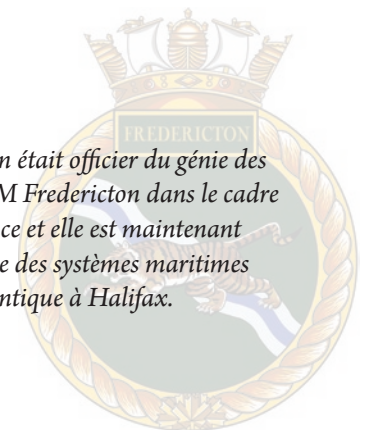 FREDERICTON
n était officier du génie des
M Fredericton dans le cadre
ce et elle est maintenant
e des systèmes maritimes
ntique à Halifax.